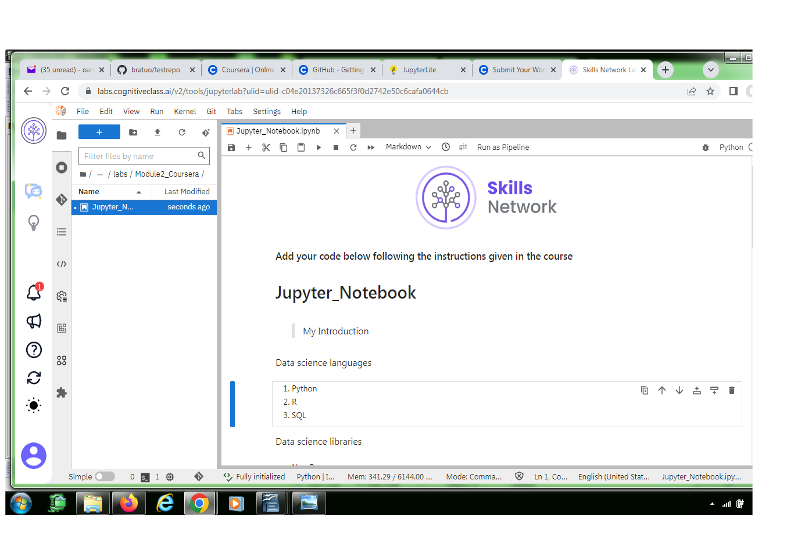 (35 unread) - oan
bratuo/testrepo
Coursera | Online
GitHub - Getting
JupyterLite
Submit Your Wor
Skills Network La
labs.cognitiveclass.ai/v2/tools/jupyterlab?ulid=ulid-c04e20137326c665f3f0d2742e50c6cafa0644cb
File Edit View Run Kernel Git Tabs Settings Help
Jupyter_Notebook.ipynb
Filter files by name
Markdown
git
Run as Pipeline
Python
/ ... / labs / Module2_Coursera /
Name
Last Modified
Jupyter_N...
seconds ago
Skills
Network
Add your code below following the instructions given in the course
Jupyter_Notebook
My Introduction
Data science languages
1. Python
2. R
3. SQL
Data science libraries
1
Simple
0
1
Fully initialized
Python | I...
Mem: 341.29 / 6144.00 ...
Mode: Comma...
Ln 1, Co...
English (United Stat...
Jupyter_Notebook.ipy...